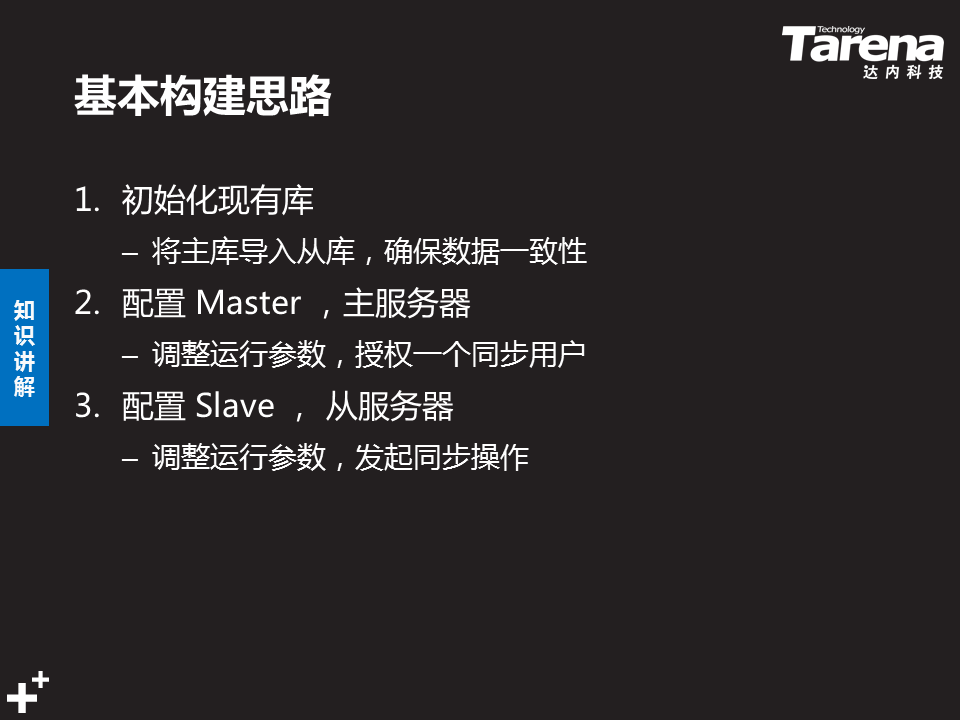 Technology
Tarena
达内科技
基本构建思路
1. 初始化现有库
– 将主库导入从库，确保数据一致性
2. 配置 Master ，主服务器
– 调整运行参数，授权一个同步用户
3. 配置 Slave ， 从服务器
– 调整运行参数，发起同步操作
知识讲解